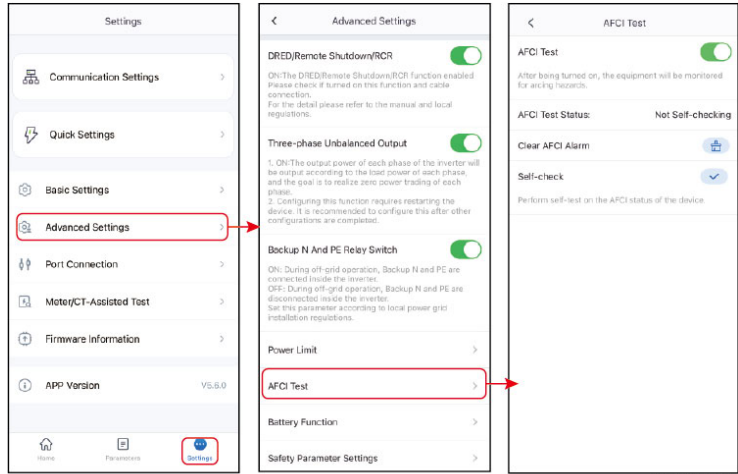 Settings
Communication Settings
Quick Settings
Basic Settings
Advanced Settings
Port Connection
Meter/CT-Assisted Test
Firmware Information
APP Version V5.6.0
Home Parameters Settings
Advanced Settings
DRED/Remote Shutdown/RCR
ON:The DRED/Remote Shutdown/RCR function enabled
Please check if turned on this function and cable
connection.
For the detail please refer to the manual and local
regulations.
Three-phase Unbalanced Output
1. ON:The output power of each phase of the inverter will
be output according to the load power of each phase,
and the goal is to realize zero power trading of each
phase.
2. Configuring this function requires restarting the
device. It is recommended to configure this after other
configurations are completed.
Backup N And PE Relay Switch
ON: During off-grid operation, Backup N and PE are
connected inside the inverter.
OFF: During off-grid operation, Backup N and PE are
disconnected inside the inverter.
Set this parameter according to local power grid
installation regulations.
Power Limit
AFCI Test
Battery Function
Safety Parameter Settings
AFCI Test
AFCI Test
After being turned on, the equipment will be monitored
for arcing hazards.
AFCI Test Status: Not Self-checking
Clear AFCI Alarm
Self-check
Perform self-test on the AFCI status of the device.